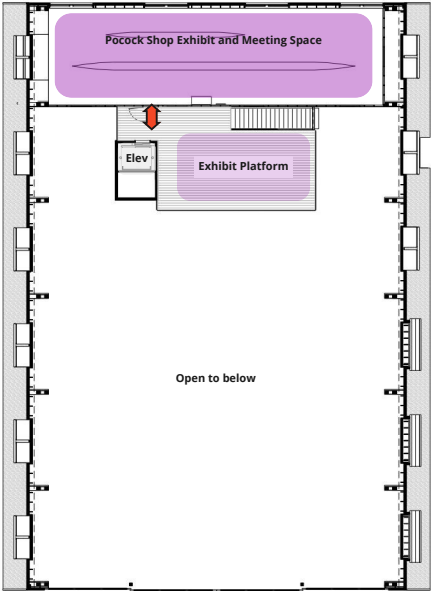 Pocock Shop Exhibit and Meeting Space
Elev
Exhibit Platform
Open to below